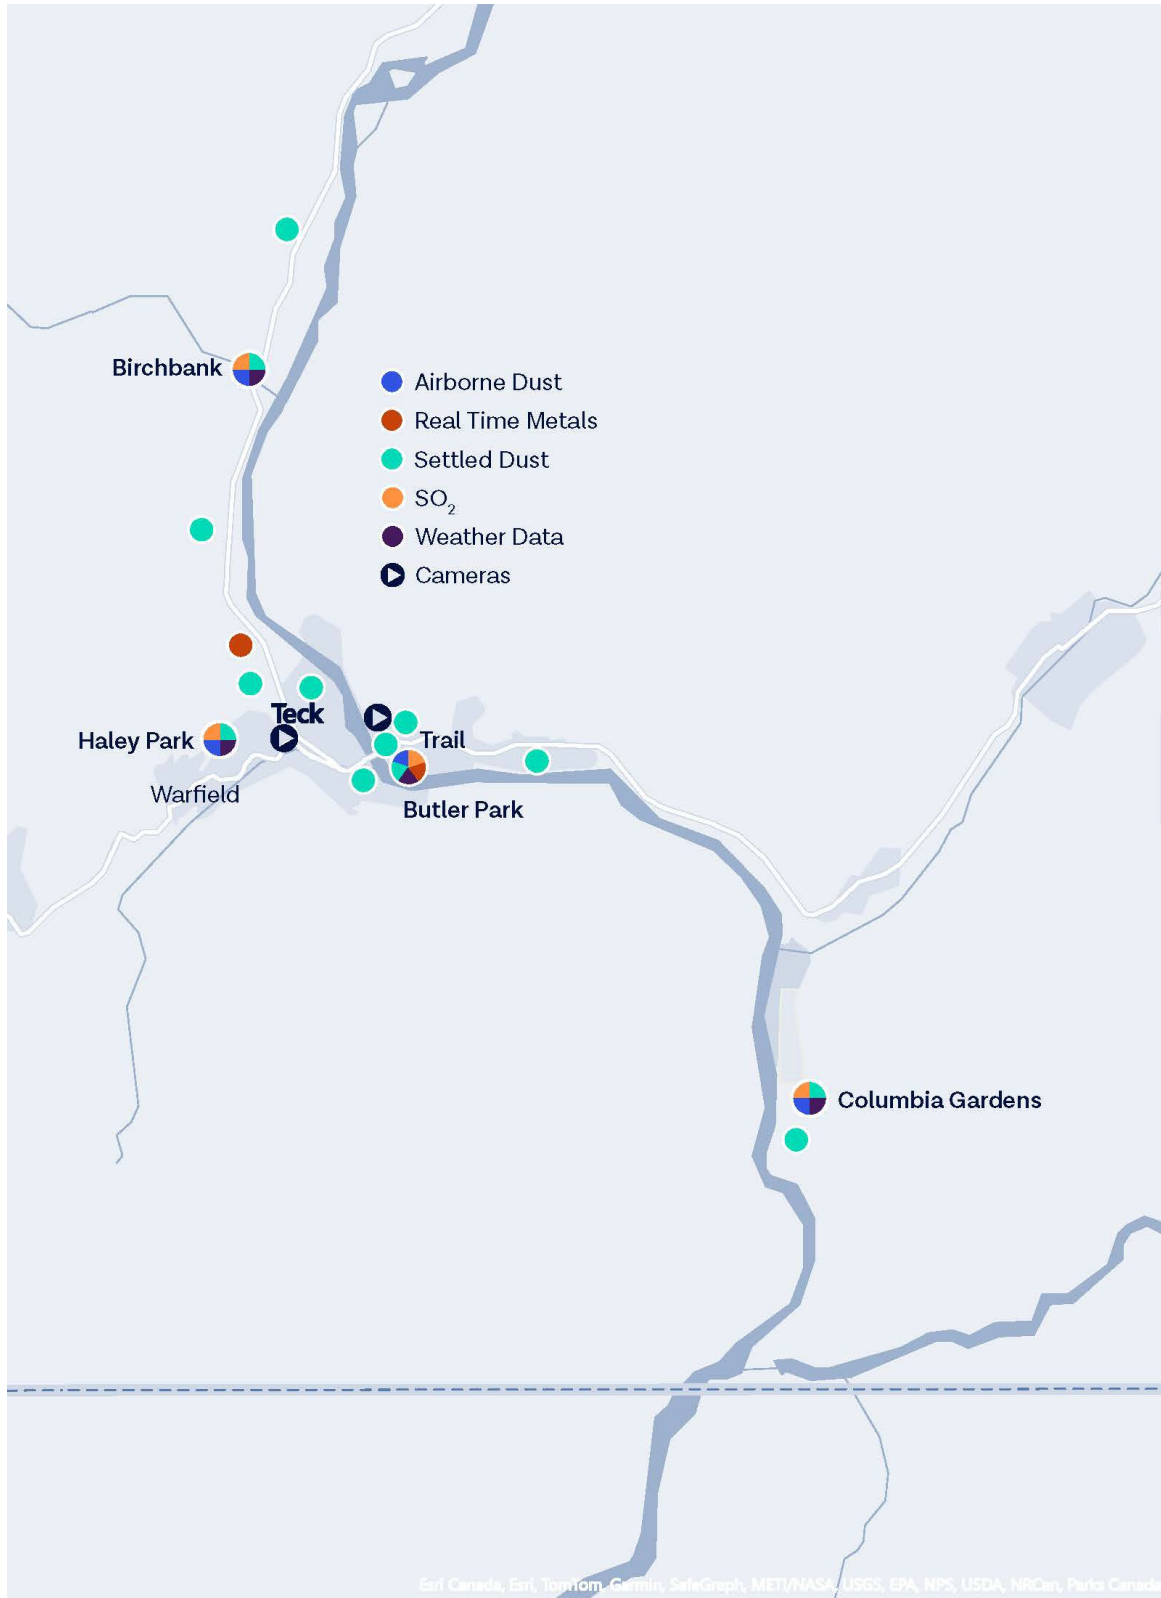 Birchbank
Airborne Dust
Real Time Metals
Settled Dust
SO₂
Weather Data
Cameras
Teck
Haley Park
Trail
Warfield
Butler Park
Columbia Gardens
Esri Canada, Esri, TomTom, Garmin, SafeGraph, METI/NASA, USGS, EPA, NPS, USDA, NRCan, Parks Canada